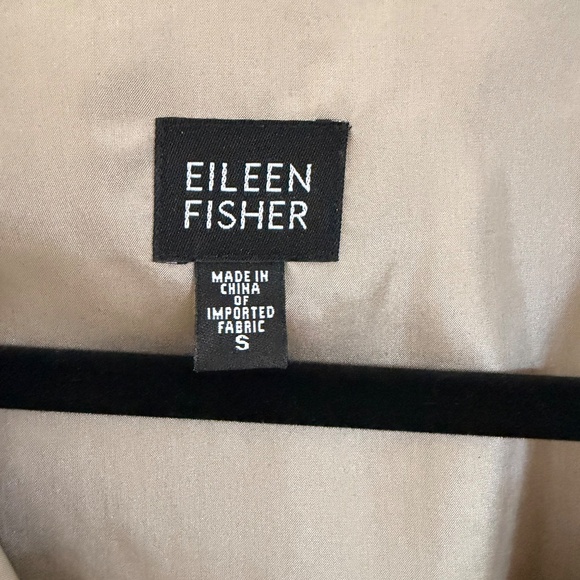 EILEEN
FISHER
MADE IN
CHINA
OF
IMPORTED
FABRIC
S